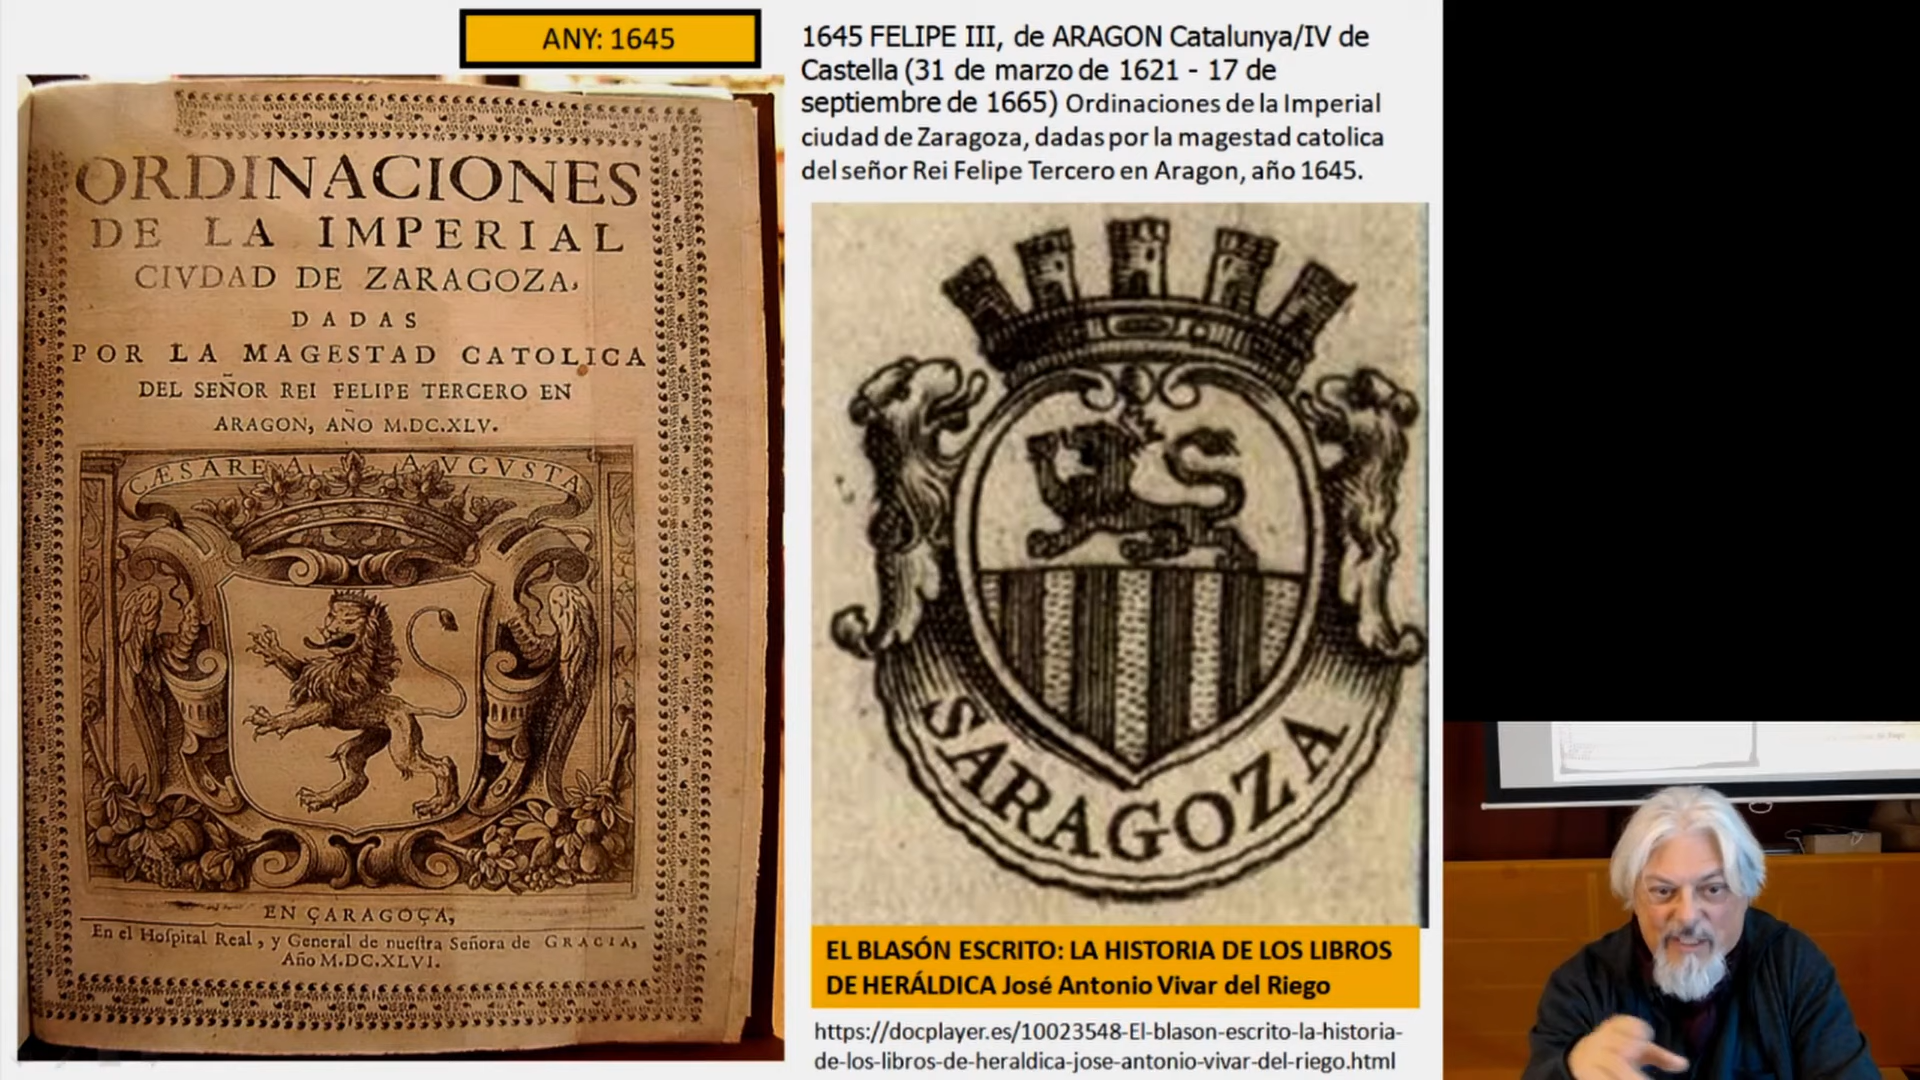 ANY: 1645
1645 FELIPE III, de ARAGON Catalunya/IV de
Castella (31 de marzo de 1621 - 17 de
septiembre de 1665) Ordinaciones de la Imperial
ciudad de Zaragoza, dadas por la magestad catolica
del señor Rei Felipe Tercero en Aragon, año 1645.
ORDINACIONES
DE LA IMPERIAL
CIVDAD DE ZARAGOZA,
DADAS
POR LA MAGESTAD CATOLICA
DEL SEÑOR REI FELIPE TERCERO EN
ARAGON, AÑO M.DC.XLV.
CÆSAREA AVGVSTA
EN ÇARAGOÇA,
En el Hoſpital Real, y General de nueſtra Señora de GRACIA,
Año M.DC.XLVI.
SARAGOZA
EL BLASÓN ESCRITO: LA HISTORIA DE LOS LIBROS
DE HERÁLDICA José Antonio Vivar del Riego
https://docplayer.es/10023548-El-blason-escrito-la-historia-
de-los-libros-de-heraldica-jose-antonio-vivar-del-riego.html